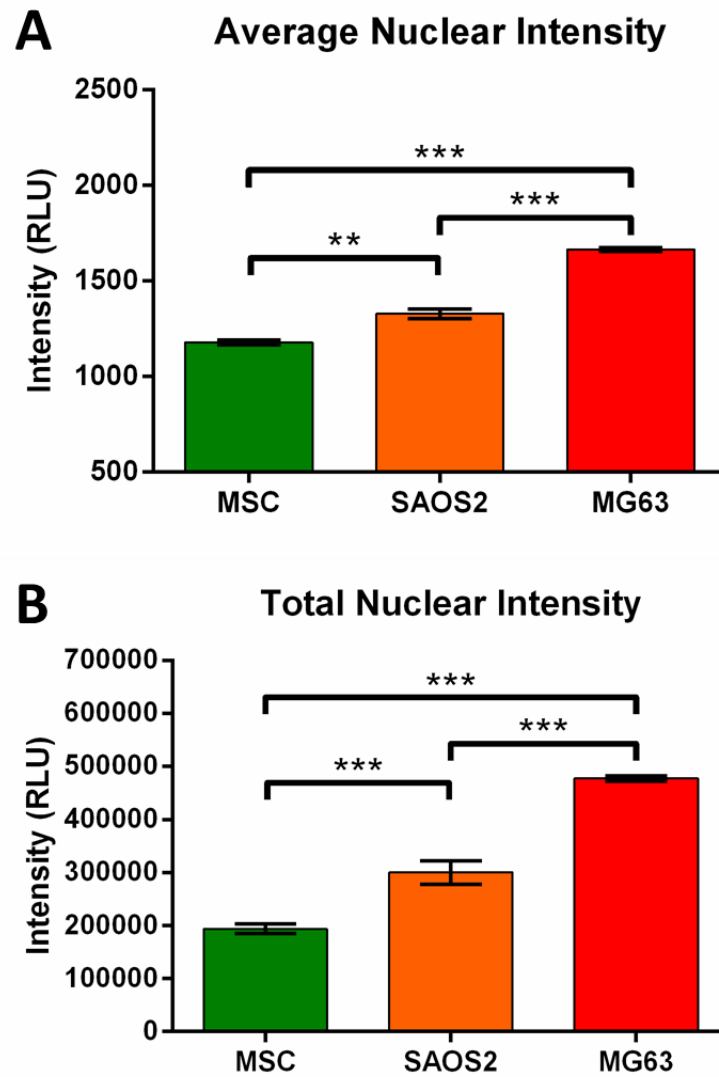 A
Average Nuclear Intensity
Intensity (RLU)
2500
2000
1500
1000
500
***
***
**
MSC SAOS2 MG63
B
Total Nuclear Intensity
Intensity (RLU)
700000
600000
500000
400000
300000
200000
100000
0
***
***
***
MSC SAOS2 MG63